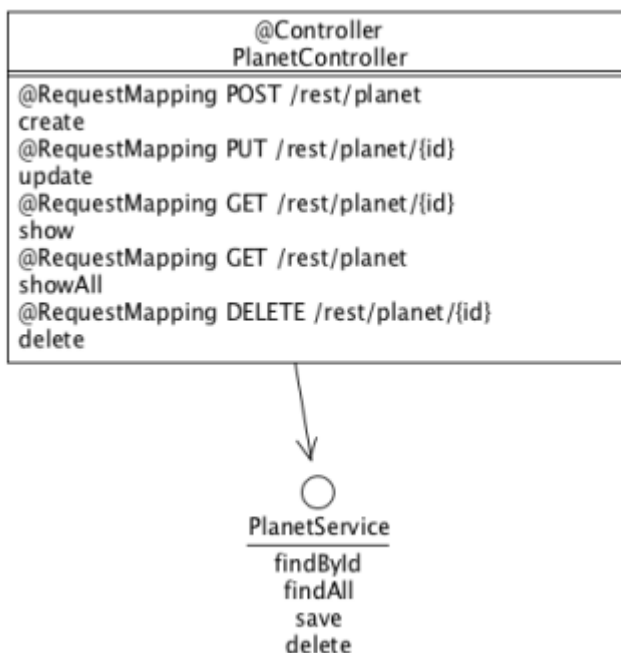 @Controller
PlanetController
@RequestMapping POST /rest/planet
create
@RequestMapping PUT /rest/planet/{id}
update
@RequestMapping GET /rest/planet/{id}
show
@RequestMapping GET /rest/planet
showAll
@RequestMapping DELETE /rest/planet/{id}
delete
PlanetService
findById
findAll
save
delete